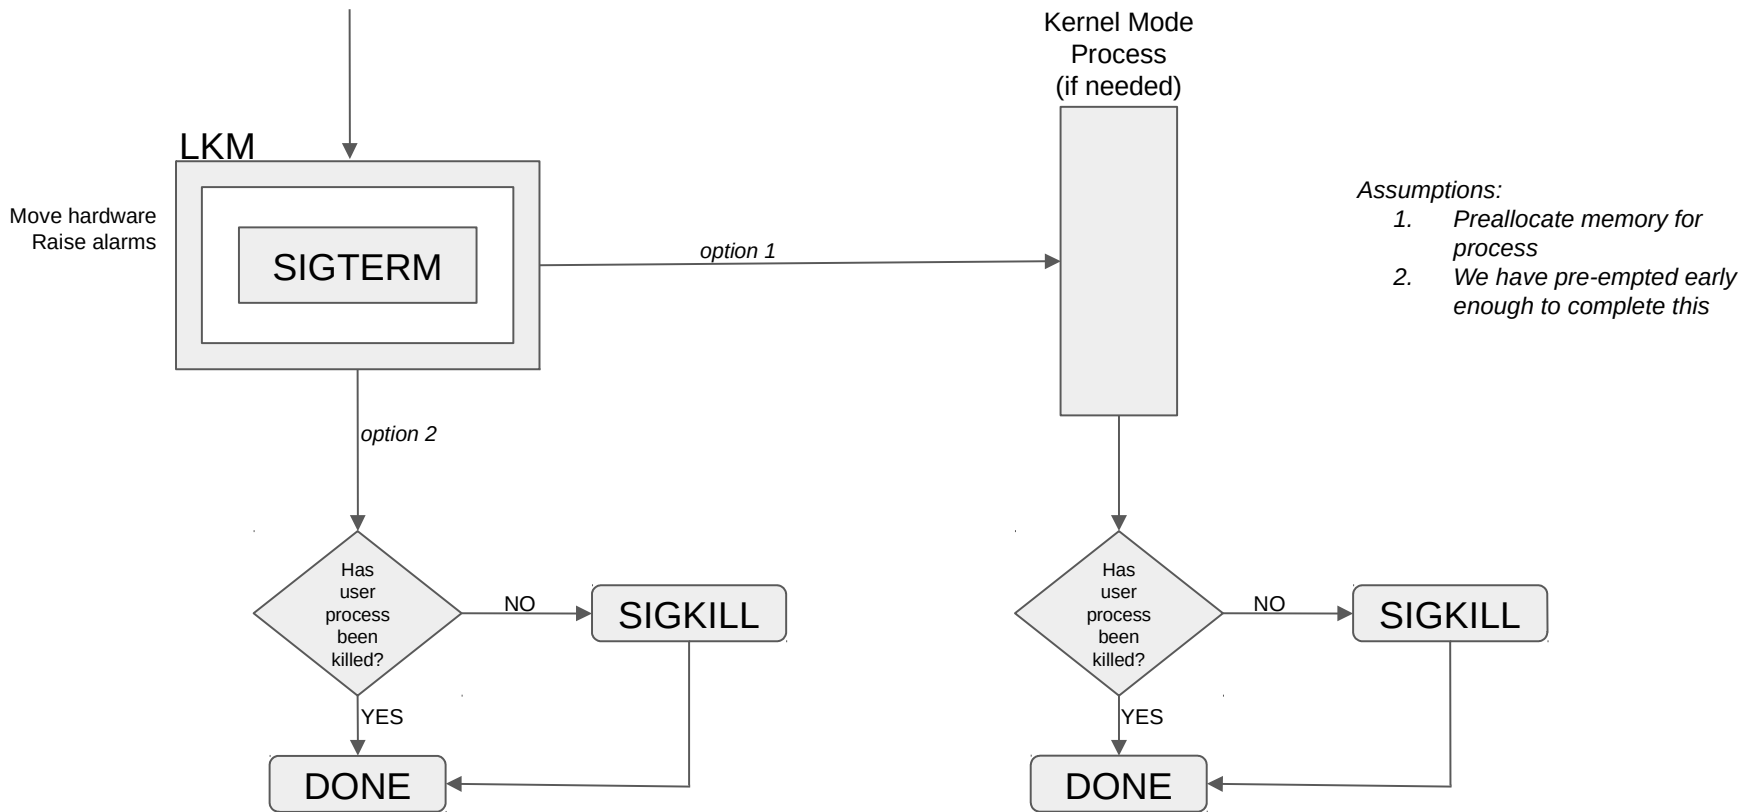 Kernel Mode
Process
(if needed)
LKM
Move hardware
Raise alarms
SIGTERM
option 1
Assumptions:
1. Preallocate memory for
process
2. We have pre-empted early
enough to complete this
option 2
Has
user
process
been
killed?
NO
SIGKILL
YES
DONE
Has
user
process
been
killed?
NO
SIGKILL
YES
DONE